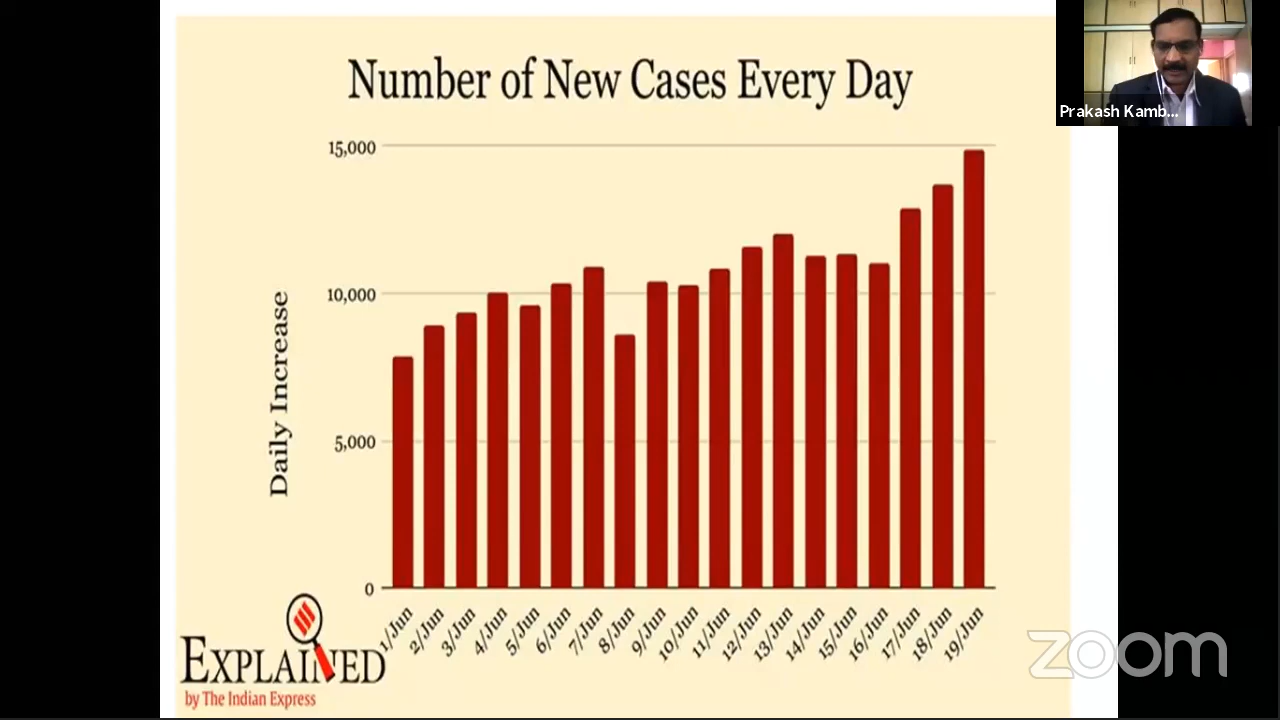 Number of New Cases Every Day
Prakash Kamb...
15,000
10,000
5,000
0
Daily Increase
1/Jun
2/Jun
3/Jun
4/Jun
5/Jun
6/Jun
7/Jun
8/Jun
9/Jun
10/Jun
11/Jun
12/Jun
13/Jun
14/Jun
15/Jun
16/Jun
17/Jun
18/Jun
19/Jun
EXPLAINED
by The Indian Express
zoom